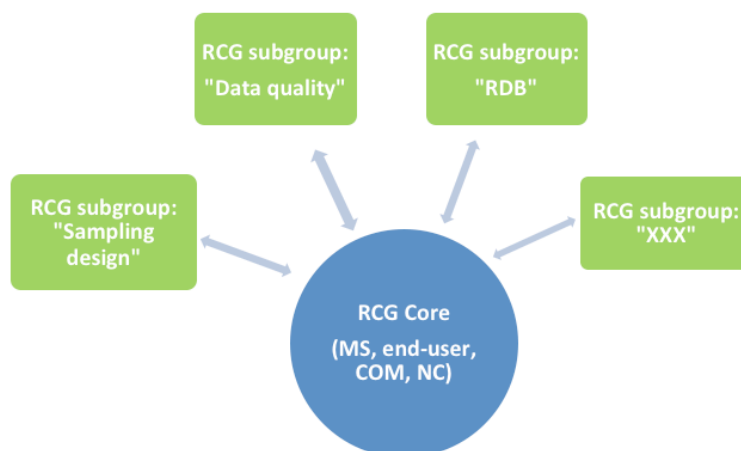 RCG subgroup:
"Data quality"
RCG subgroup:
"RDB"
RCG subgroup:
"Sampling
design"
RCG subgroup:
"XXX"
RCG Core
(MS, end-user,
COM, NC)